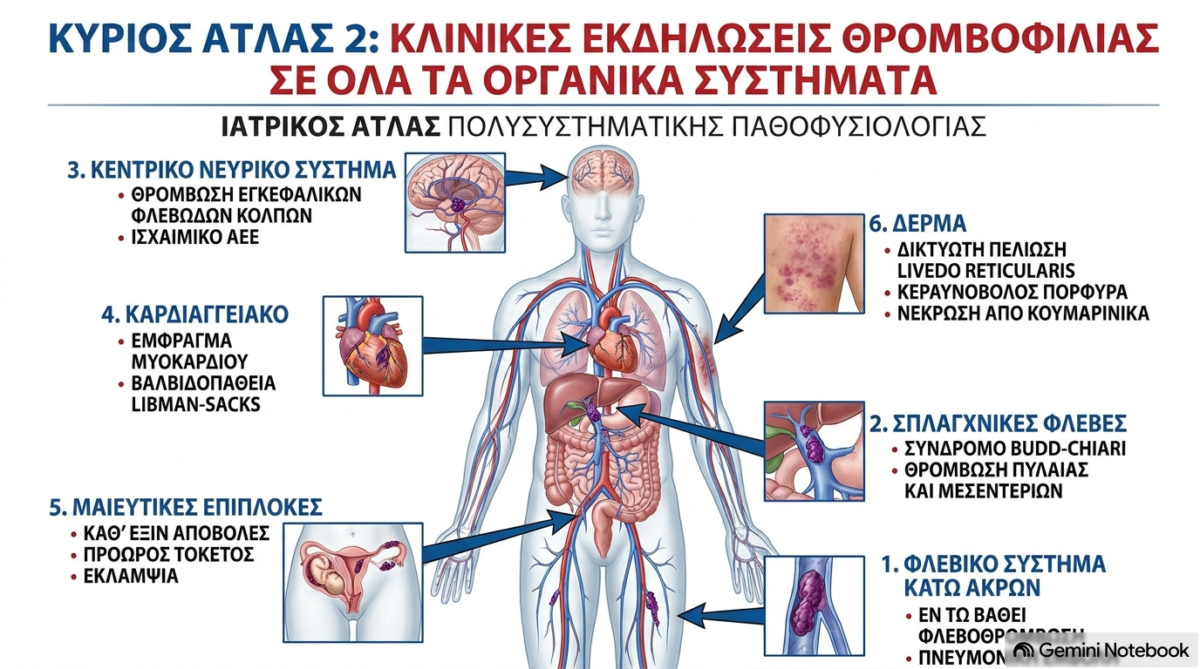 ΚΥΡΙΟΣ ΑΤΛΑΣ 2: ΚΛΙΝΙΚΕΣ ΕΚΔΗΛΩΣΕΙΣ ΘΡΟΜΒΟΦΙΛΙΑΣ
ΣΕ ΟΛΑ ΤΑ ΟΡΓΑΝΙΚΑ ΣΥΣΤΗΜΑΤΑ
ΙΑΤΡΙΚΟΣ ΑΤΛΑΣ ΠΟΛΥΣΥΣΤΗΜΑΤΙΚΗΣ ΠΑΘΟΦΥΣΙΟΛΟΓΙΑΣ
3. ΚΕΝΤΡΙΚΟ ΝΕΥΡΙΚΟ ΣΥΣΤΗΜΑ
• ΘΡΟΜΒΩΣΗ ΕΓΚΕΦΑΛΙΚΩΝ
ΦΛΕΒΩΔΩΝ ΚΟΛΠΩΝ
• ΙΣΧΑΙΜΙΚΟ ΑΕΕ
4. ΚΑΡΔΙΑΓΓΕΙΑΚΟ
• ΕΜΦΡΑΓΜΑ
ΜΥΟΚΑΡΔΙΟΥ
• ΒΑΛΒΙΔΟΠΑΘΕΙΑ
LIBMAN-SACKS
5. ΜΑΙΕΥΤΙΚΕΣ ΕΠΙΠΛΟΚΕΣ
• ΚΑΘ' ΕΞΙΝ ΑΠΟΒΟΛΕΣ
• ΠΡΟΩΡΟΣ ΤΟΚΕΤΟΣ
• ΕΚΛΑΜΨΙΑ
6. ΔΕΡΜΑ
• ΔΙΚΤΥΩΤΗ ΠΕΛΙΩΣΗ
LIVEDO RETICULARIS
• ΚΕΡΑΥΝΟΒΟΛΟΣ ΠΟΡΦΥΡΑ
• ΝΕΚΡΩΣΗ ΑΠΟ ΚΟΥΜΑΡΙΝΙΚΑ
2. ΣΠΛΑΓΧΝΙΚΕΣ ΦΛΕΒΕΣ
• ΣΥΝΔΡΟΜΟ BUDD-CHIARI
• ΘΡΟΜΒΩΣΗ ΠΥΛΑΙΑΣ
ΚΑΙ ΜΕΣΕΝΤΕΡΙΩΝ
1. ΦΛΕΒΙΚΟ ΣΥΣΤΗΜΑ
ΚΑΤΩ ΑΚΡΩΝ
• ΕΝ ΤΩ ΒΑΘΕΙ
ΦΛΕΒΟΘΡΟΜΒΩΣΗ
Gemini Notebook